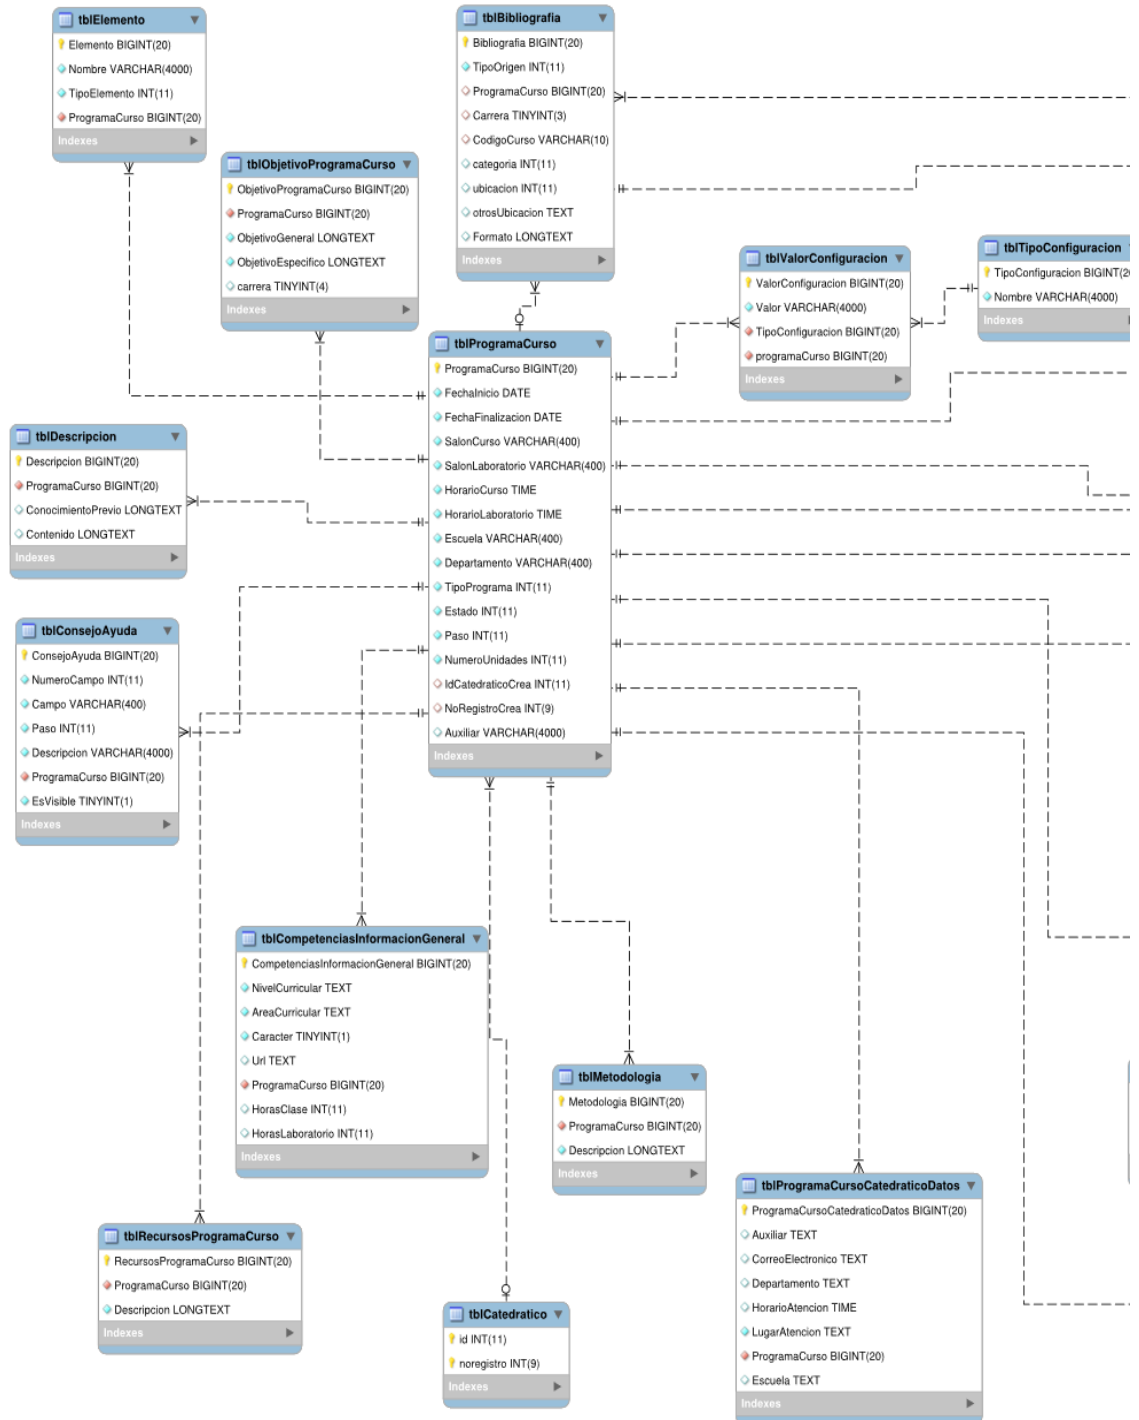 tblElemento
Elemento BIGINT(20)
Nombre VARCHAR(4000)
TipoElemento INT(11)
ProgramaCurso BIGINT(20)
Indexes
tblBibliografia
Bibliografia BIGINT(20)
TipoOrigen INT(11)
ProgramaCurso BIGINT(20)
Carrera TINYINT(3)
CodigoCurso VARCHAR(10)
categoria INT(11)
ubicacion INT(11)
otrosUbicacion TEXT
Formato LONGTEXT
Indexes
tblObjetivoProgramaCurso
ObjetivoProgramaCurso BIGINT(20)
ProgramaCurso BIGINT(20)
ObjetivoGeneral LONGTEXT
ObjetivoEspecifico LONGTEXT
carrera TINYINT(4)
Indexes
tblValorConfiguracion
ValorConfiguracion BIGINT(20)
Valor VARCHAR(4000)
TipoConfiguracion BIGINT(20)
programaCurso BIGINT(20)
Indexes
tblTipoConfiguracion
TipoConfiguracion BIGINT(20
Nombre VARCHAR(4000)
Indexes
tblProgramaCurso
ProgramaCurso BIGINT(20)
FechaInicio DATE
FechaFinalizacion DATE
SalonCurso VARCHAR(400)
SalonLaboratorio VARCHAR(400)
HorarioCurso TIME
HorarioLaboratorio TIME
Escuela VARCHAR(400)
Departamento VARCHAR(400)
TipoPrograma INT(11)
Estado INT(11)
Paso INT(11)
NumeroUnidades INT(11)
IdCatedraticoCrea INT(11)
NoRegistroCrea INT(9)
Auxiliar VARCHAR(4000)
Indexes
tblDescripcion
Descripcion BIGINT(20)
ProgramaCurso BIGINT(20)
ConocimientoPrevio LONGTEXT
Contenido LONGTEXT
Indexes
tblConsejoAyuda
ConsejoAyuda BIGINT(20)
NumeroCampo INT(11)
Campo VARCHAR(400)
Paso INT(11)
Descripcion VARCHAR(4000)
ProgramaCurso BIGINT(20)
EsVisible TINYINT(1)
Indexes
tblCompetenciasInformacionGeneral
CompetenciasInformacionGeneral BIGINT(20)
NivelCurricular TEXT
AreaCurricular TEXT
Caracter TINYINT(1)
Url TEXT
ProgramaCurso BIGINT(20)
HorasClase INT(11)
HorasLaboratorio INT(11)
Indexes
tblMetodologia
Metodologia BIGINT(20)
ProgramaCurso BIGINT(20)
Descripcion LONGTEXT
Indexes
tblProgramaCursoCatedraticoDatos
ProgramaCursoCatedraticoDatos BIGINT(20)
Auxiliar TEXT
CorreoElectronico TEXT
Departamento TEXT
HorarioAtencion TIME
LugarAtencion TEXT
ProgramaCurso BIGINT(20)
Escuela TEXT
Indexes
tblRecursosProgramaCurso
RecursosProgramaCurso BIGINT(20)
ProgramaCurso BIGINT(20)
Descripcion LONGTEXT
Indexes
tblCatedratico
id INT(11)
noregistro INT(9)
Indexes